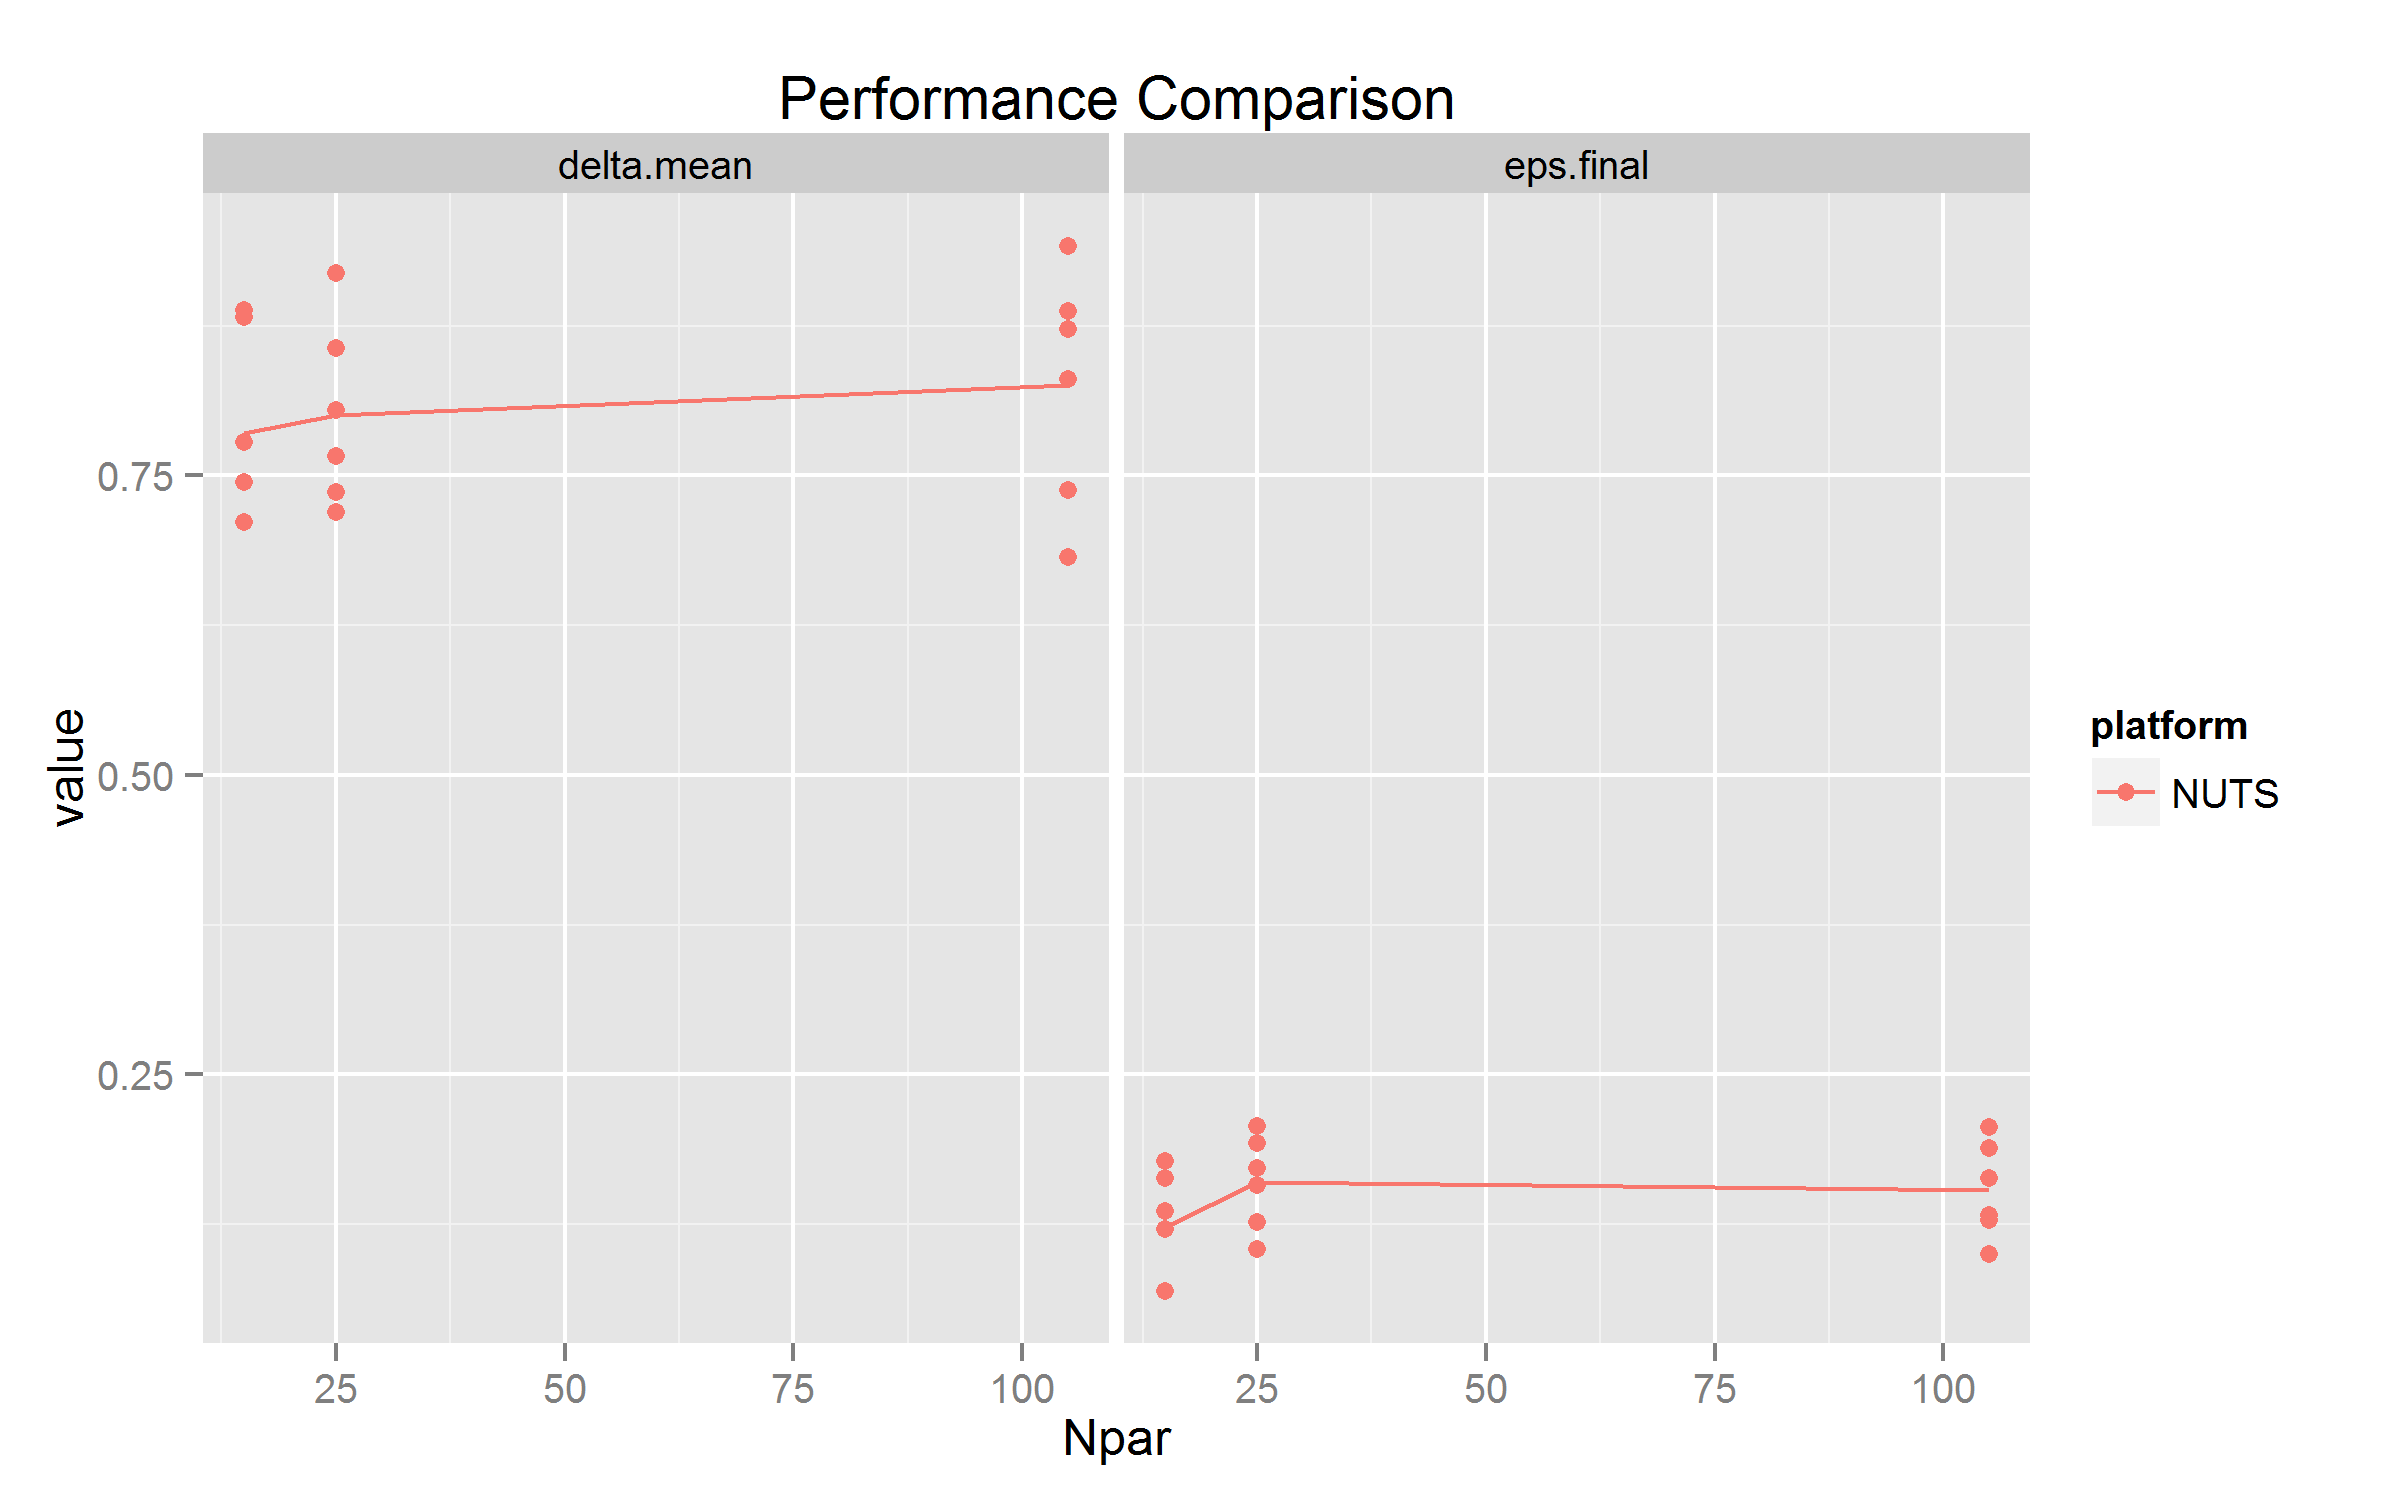 Performance Comparison
delta.mean
eps.final
0.75
0.50
0.25
value
25 50 75 100
25 50 75 100
Npar
platform
NUTS